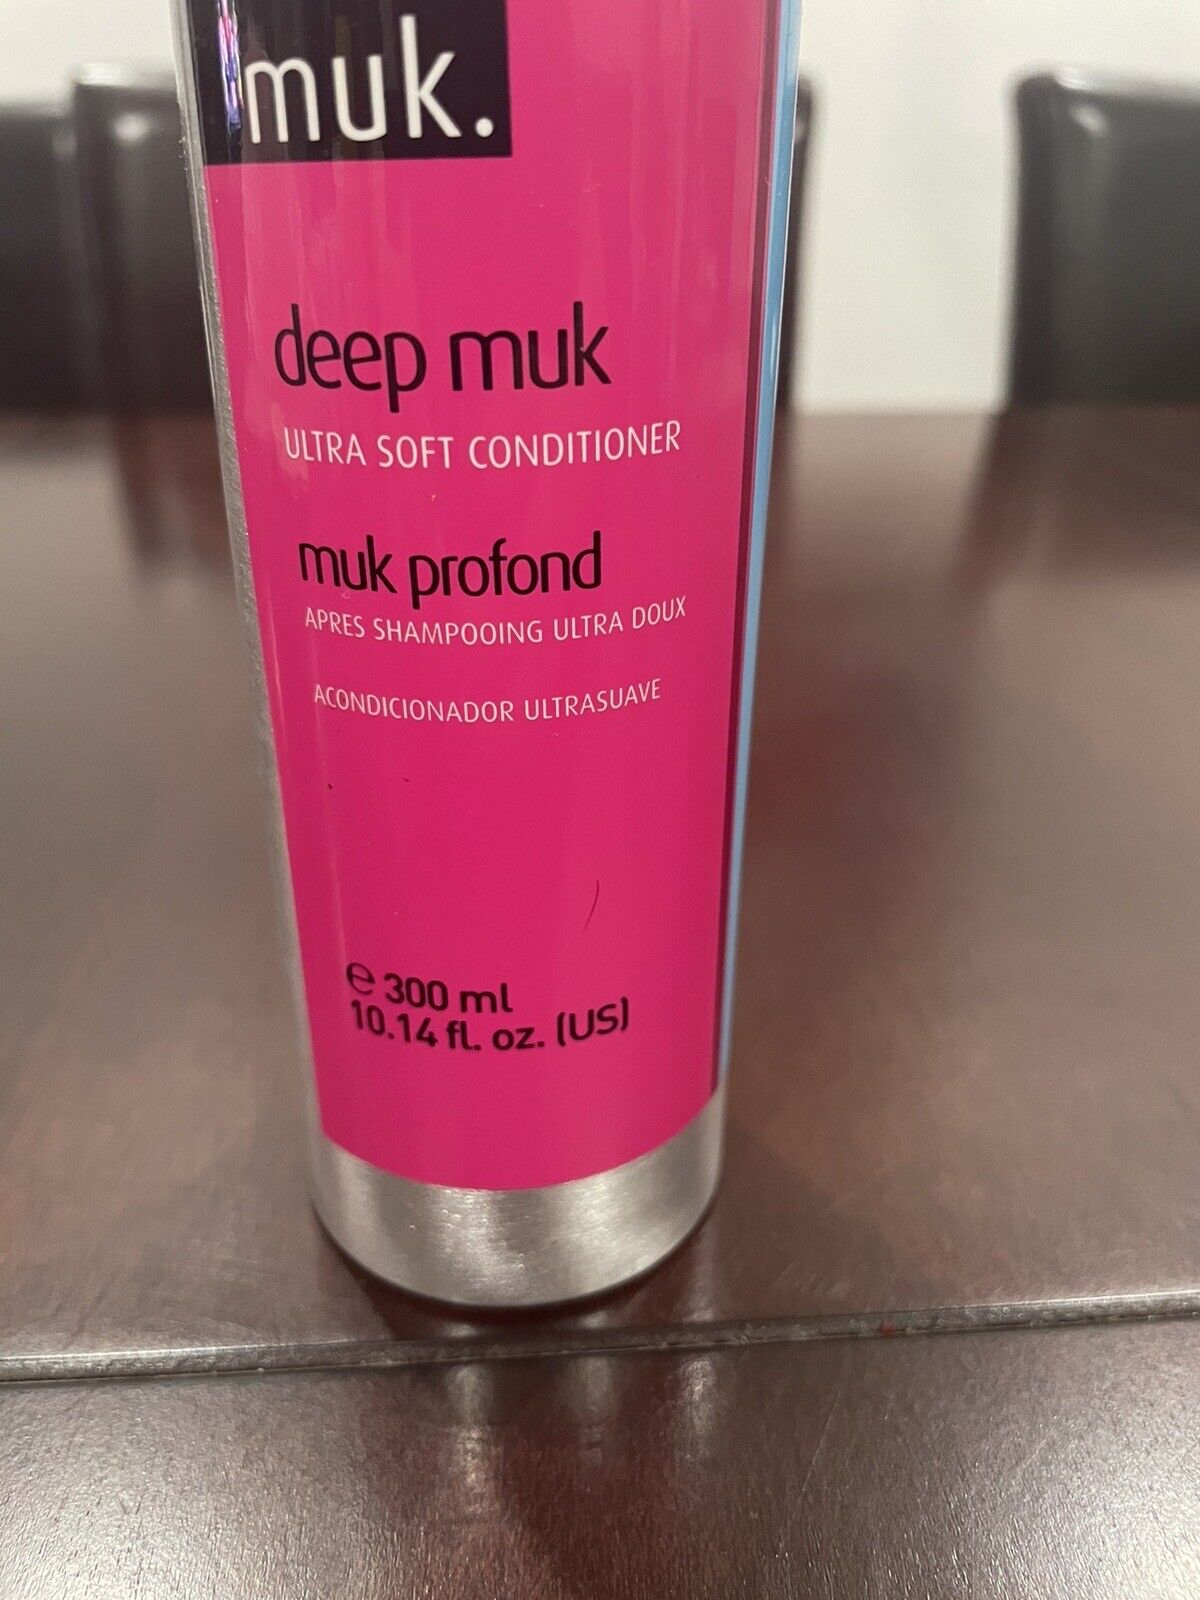 muk.
deep muk
ULTRA SOFT CONDITIONER
muk profond
APRES SHAMPOOING ULTRA DOUX
ACONDICIONADOR ULTRASUAVE
℮ 300 ml
10.14 fl. oz. (US)